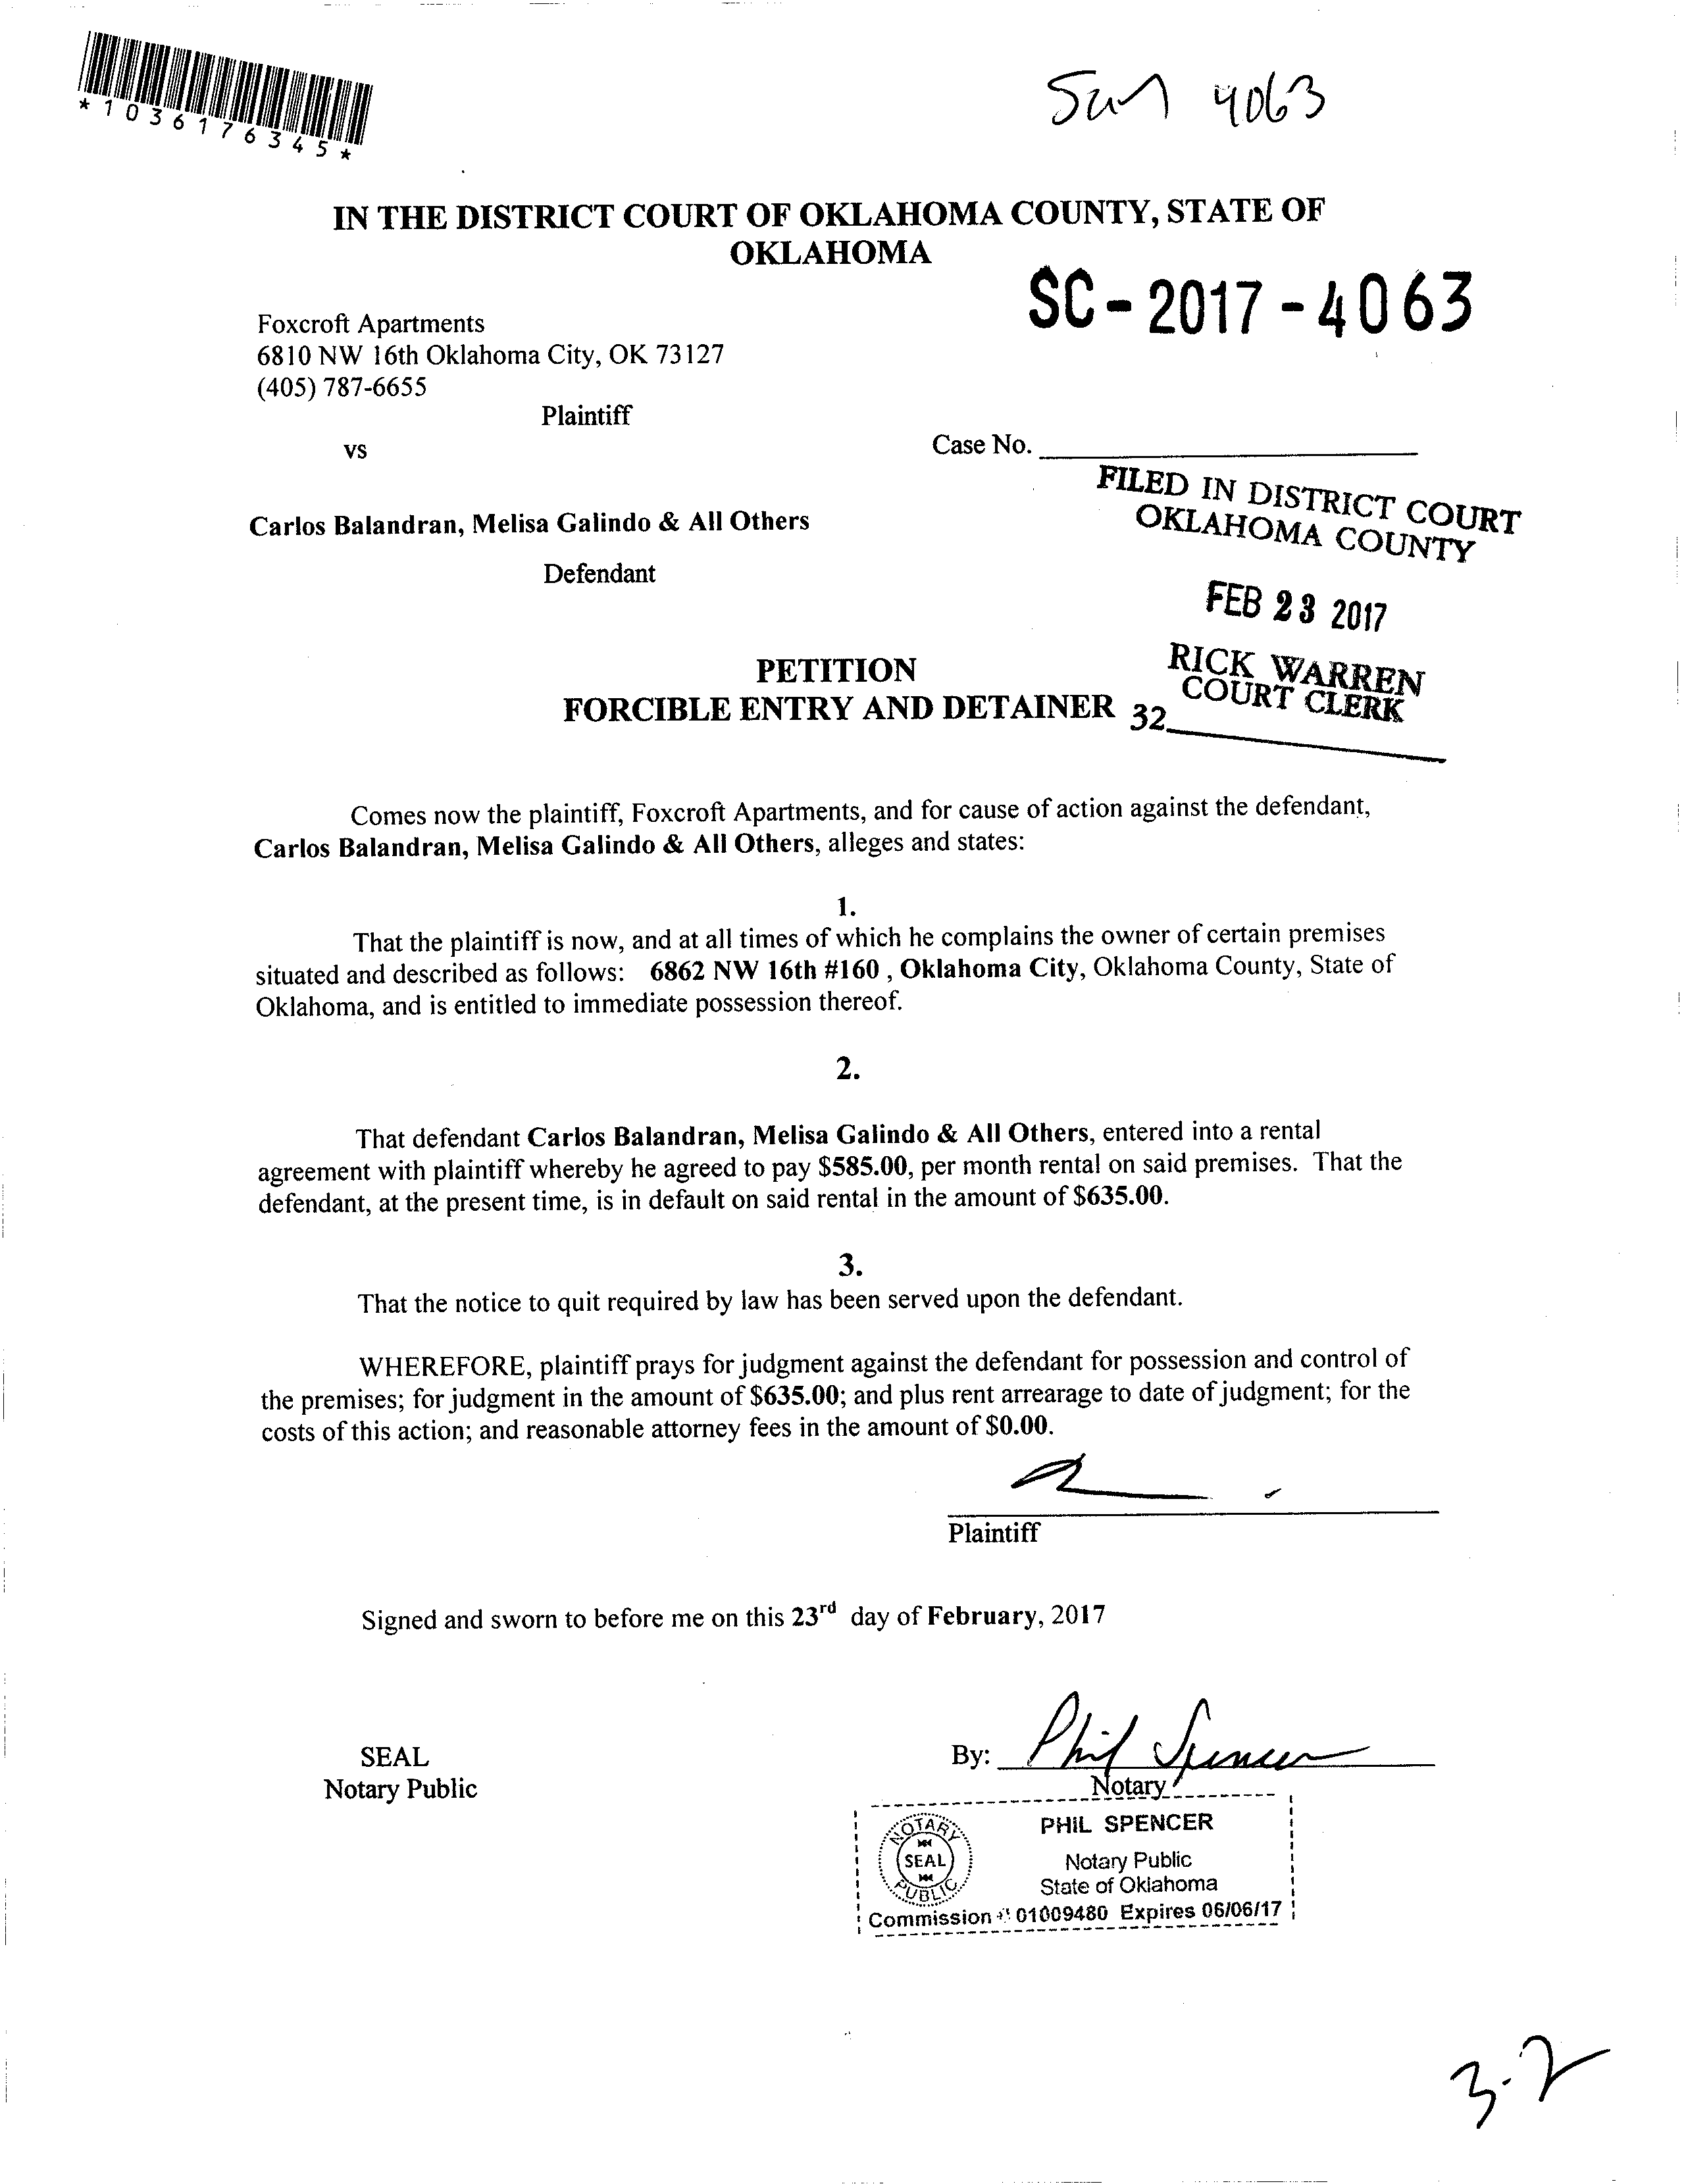 *1036176345*
4063
IN THE DISTRICT COURT OF OKLAHOMA COUNTY, STATE OF
OKLAHOMA
SC-2017-4063
Foxcroft Apartments
6810 NW 16th Oklahoma City, OK 73127
(405) 787-6655
Plaintiff
vs
Case No.
FILED IN DISTRICT COURT
OKLAHOMA COUNTY
Carlos Balandran, Melisa Galindo & All Others
Defendant
FEB 23 2017
RICK WARREN
COURT CLERK
32
PETITION
FORCIBLE ENTRY AND DETAINER
Comes now the plaintiff, Foxcroft Apartments, and for cause of action against the defendant,
Carlos Balandran, Melisa Galindo & All Others, alleges and states:
1.
That the plaintiff is now, and at all times of which he complains the owner of certain premises
situated and described as follows: 6862 NW 16th #160 , Oklahoma City, Oklahoma County, State of
Oklahoma, and is entitled to immediate possession thereof.
2.
That defendant Carlos Balandran, Melisa Galindo & All Others, entered into a rental
agreement with plaintiff whereby he agreed to pay $585.00, per month rental on said premises. That the
defendant, at the present time, is in default on said rental in the amount of $635.00.
3.
That the notice to quit required by law has been served upon the defendant.
WHEREFORE, plaintiff prays for judgment against the defendant for possession and control of
the premises; for judgment in the amount of $635.00; and plus rent arrearage to date of judgment; for the
costs of this action; and reasonable attorney fees in the amount of $0.00.
Plaintiff
Signed and sworn to before me on this 23rd day of February, 2017
SEAL
Notary Public
By: Phil Spencer
Notary
NOTARY
SEAL
PUBLIC
PHIL SPENCER
Notary Public
State of Oklahoma
Commission # 01009480 Expires 06/06/17
3-2